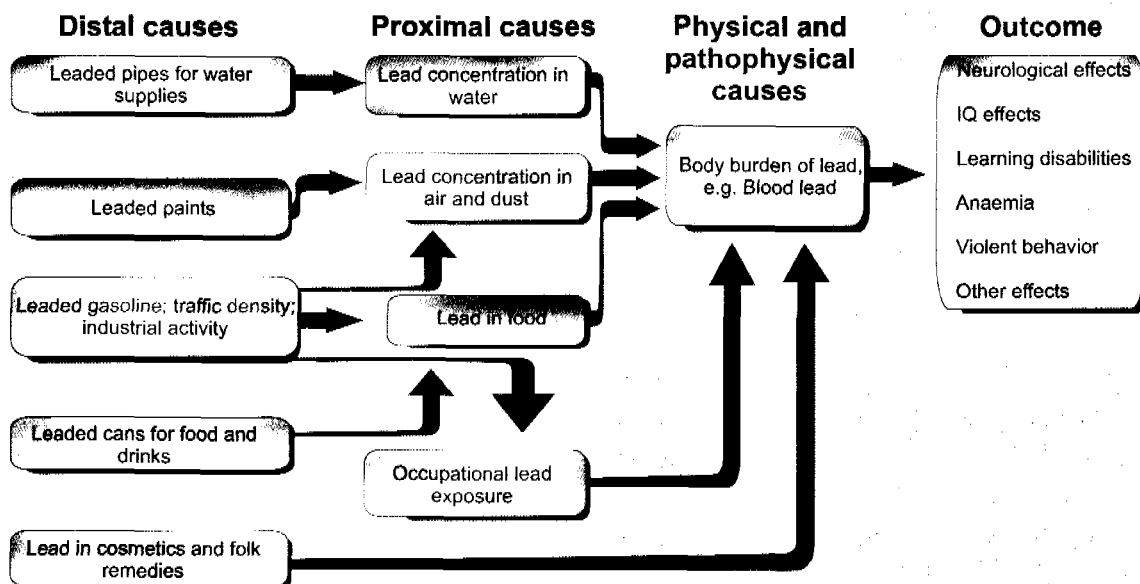 Distal causes
Leaded pipes for water
supplies
Leaded paints
Leaded gasoline; traffic density;
industrial activity
Leaded cans for food and
drinks
Lead in cosmetics and folk
remedies
Proximal causes
Lead concentration in
water
Lead concentration in
air and dust
Lead in food
Occupational lead
exposure
Physical and
pathophysical
causes
Body burden of lead,
e.g. Blood lead
Outcome
Neurological effects
IQ effects
Learning disabilities
Anaemia
Violent behavior
Other effects